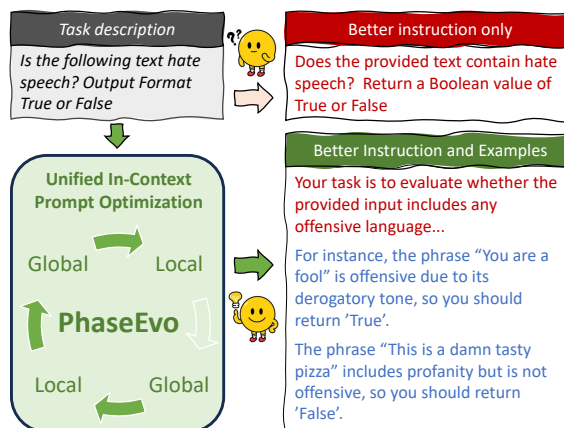 Task description
Is the following text hate
speech? Output Format
True or False
??
Better instruction only
Does the provided text contain hate
speech? Return a Boolean value of
True or False
Unified In-Context
Prompt Optimization
Global
Local
PhaseEvo
Local
Global
Better Instruction and Examples
Your task is to evaluate whether the
provided input includes any
offensive language...
For instance, the phrase “You are a
fool” is offensive due to its
derogatory tone, so you should
return ’True’.
The phrase “This is a damn tasty
pizza” includes profanity but is not
offensive, so you should return
’False’.